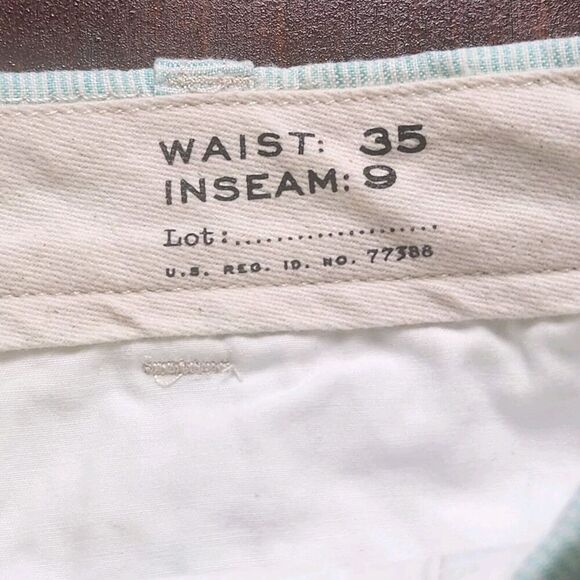 WAIST: 35
INSEAM: 9
Lot:....................
U.S. REG. ID. NO. 77388